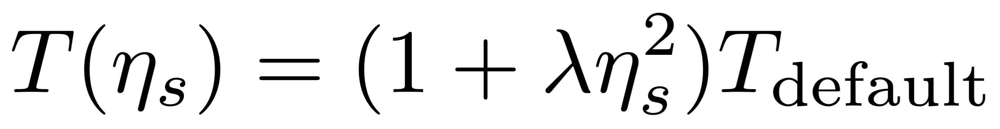 T(η_s) = (1 + λη_s^2)T_default